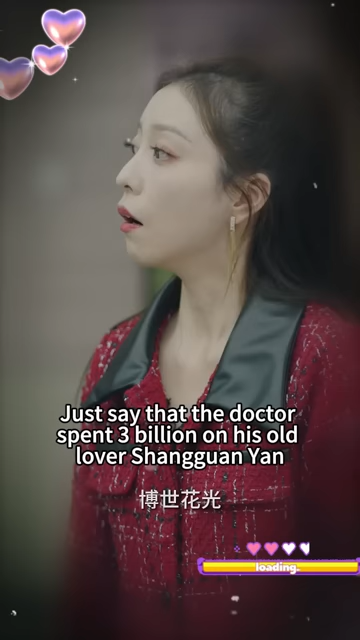 Just say that the doctor
spent 3 billion on his old
lover Shangguan Yan
博世花光
loading..